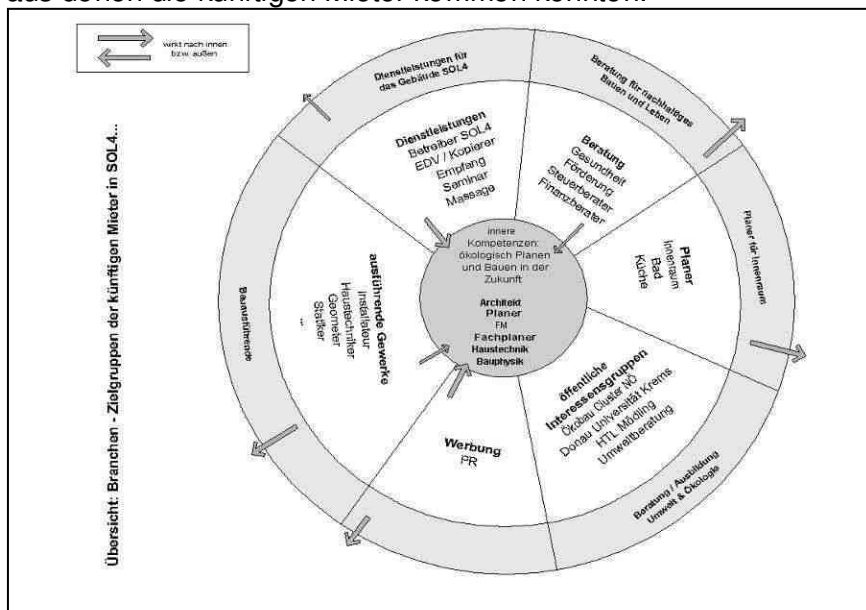 aus denen die künftigen Mieter kommen könnten.
wirkt nach innen
bzw. außen
Übersicht: Branchen - Zielgruppen der künftigen Mieter in SOL4...
Dienstleistungen für
das Gebäude SOL4
Beratung für nachhaltiges
Bauen und Leben
Planer für Innenraum
Beratung / Ausbildung
Umwelt & Ökologie
Bauausführende
Dienstleistungen
Betreiber SOL4
EDV / Kopierer
Empfang
Seminar
Massage
Beratung
Gesundheit
Förderung
Steuerberater
Finanzberater
Planer
Innenraum
Bad
Küche
öffentliche
Interessensgruppen
Ökobau Cluster NÖ
Donau Universität Krems
HTL Mödling
Umweltberatung
Werbung
PR
ausführende Gewerke
Installateur
Haustechniker
Geometer
Statiker
innere
Kompetenzen:
ökologisch Planen
und Bauen in der
Zukunft
Architekt
Planer
FM
Fachplaner
Haustechnik
Bauphysik